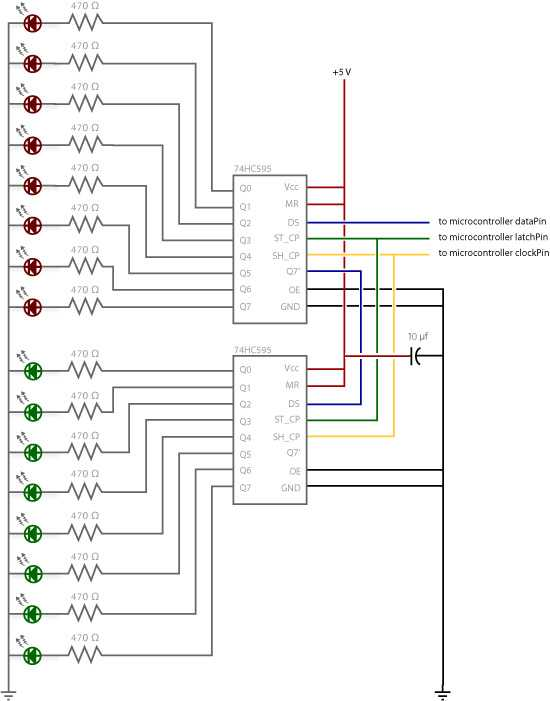 470 Ω
470 Ω
470 Ω
470 Ω
470 Ω
470 Ω
470 Ω
470 Ω
+5 V
74HC595
Q0
Q1
Q2
Q3
Q4
Q5
Q6
Q7
Vcc
MR
DS
ST_CP
SH_CP
Q7'
OE
GND
to microcontroller dataPin
to microcontroller latchPin
to microcontroller clockPin
10 µf
470 Ω
470 Ω
470 Ω
470 Ω
470 Ω
470 Ω
470 Ω
470 Ω
74HC595
Q0
Q1
Q2
Q3
Q4
Q5
Q6
Q7
Vcc
MR
DS
ST_CP
SH_CP
Q7'
OE
GND